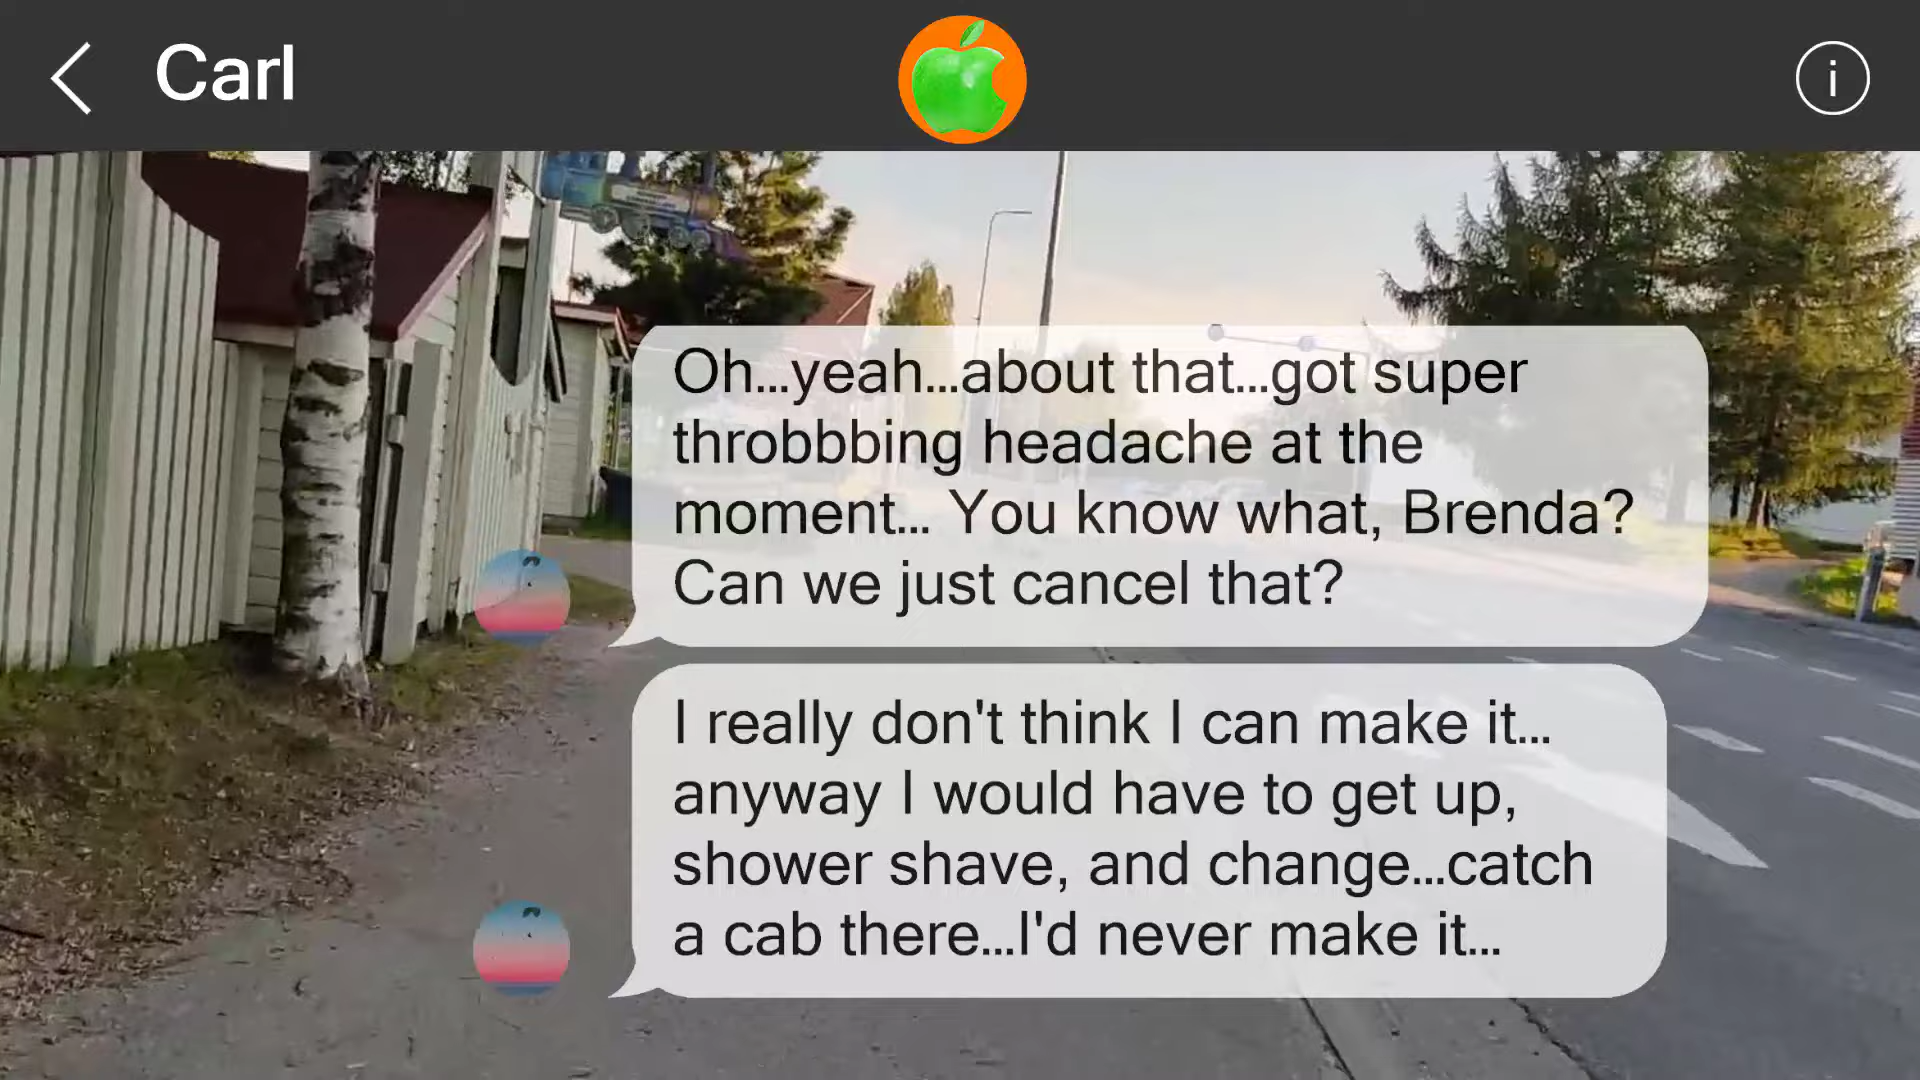 Carl
Oh...yeah...about that...got super
throbbbing headache at the
moment... You know what, Brenda?
Can we just cancel that?
I really don't think I can make it...
anyway I would have to get up,
shower shave, and change...catch
a cab there...I'd never make it...